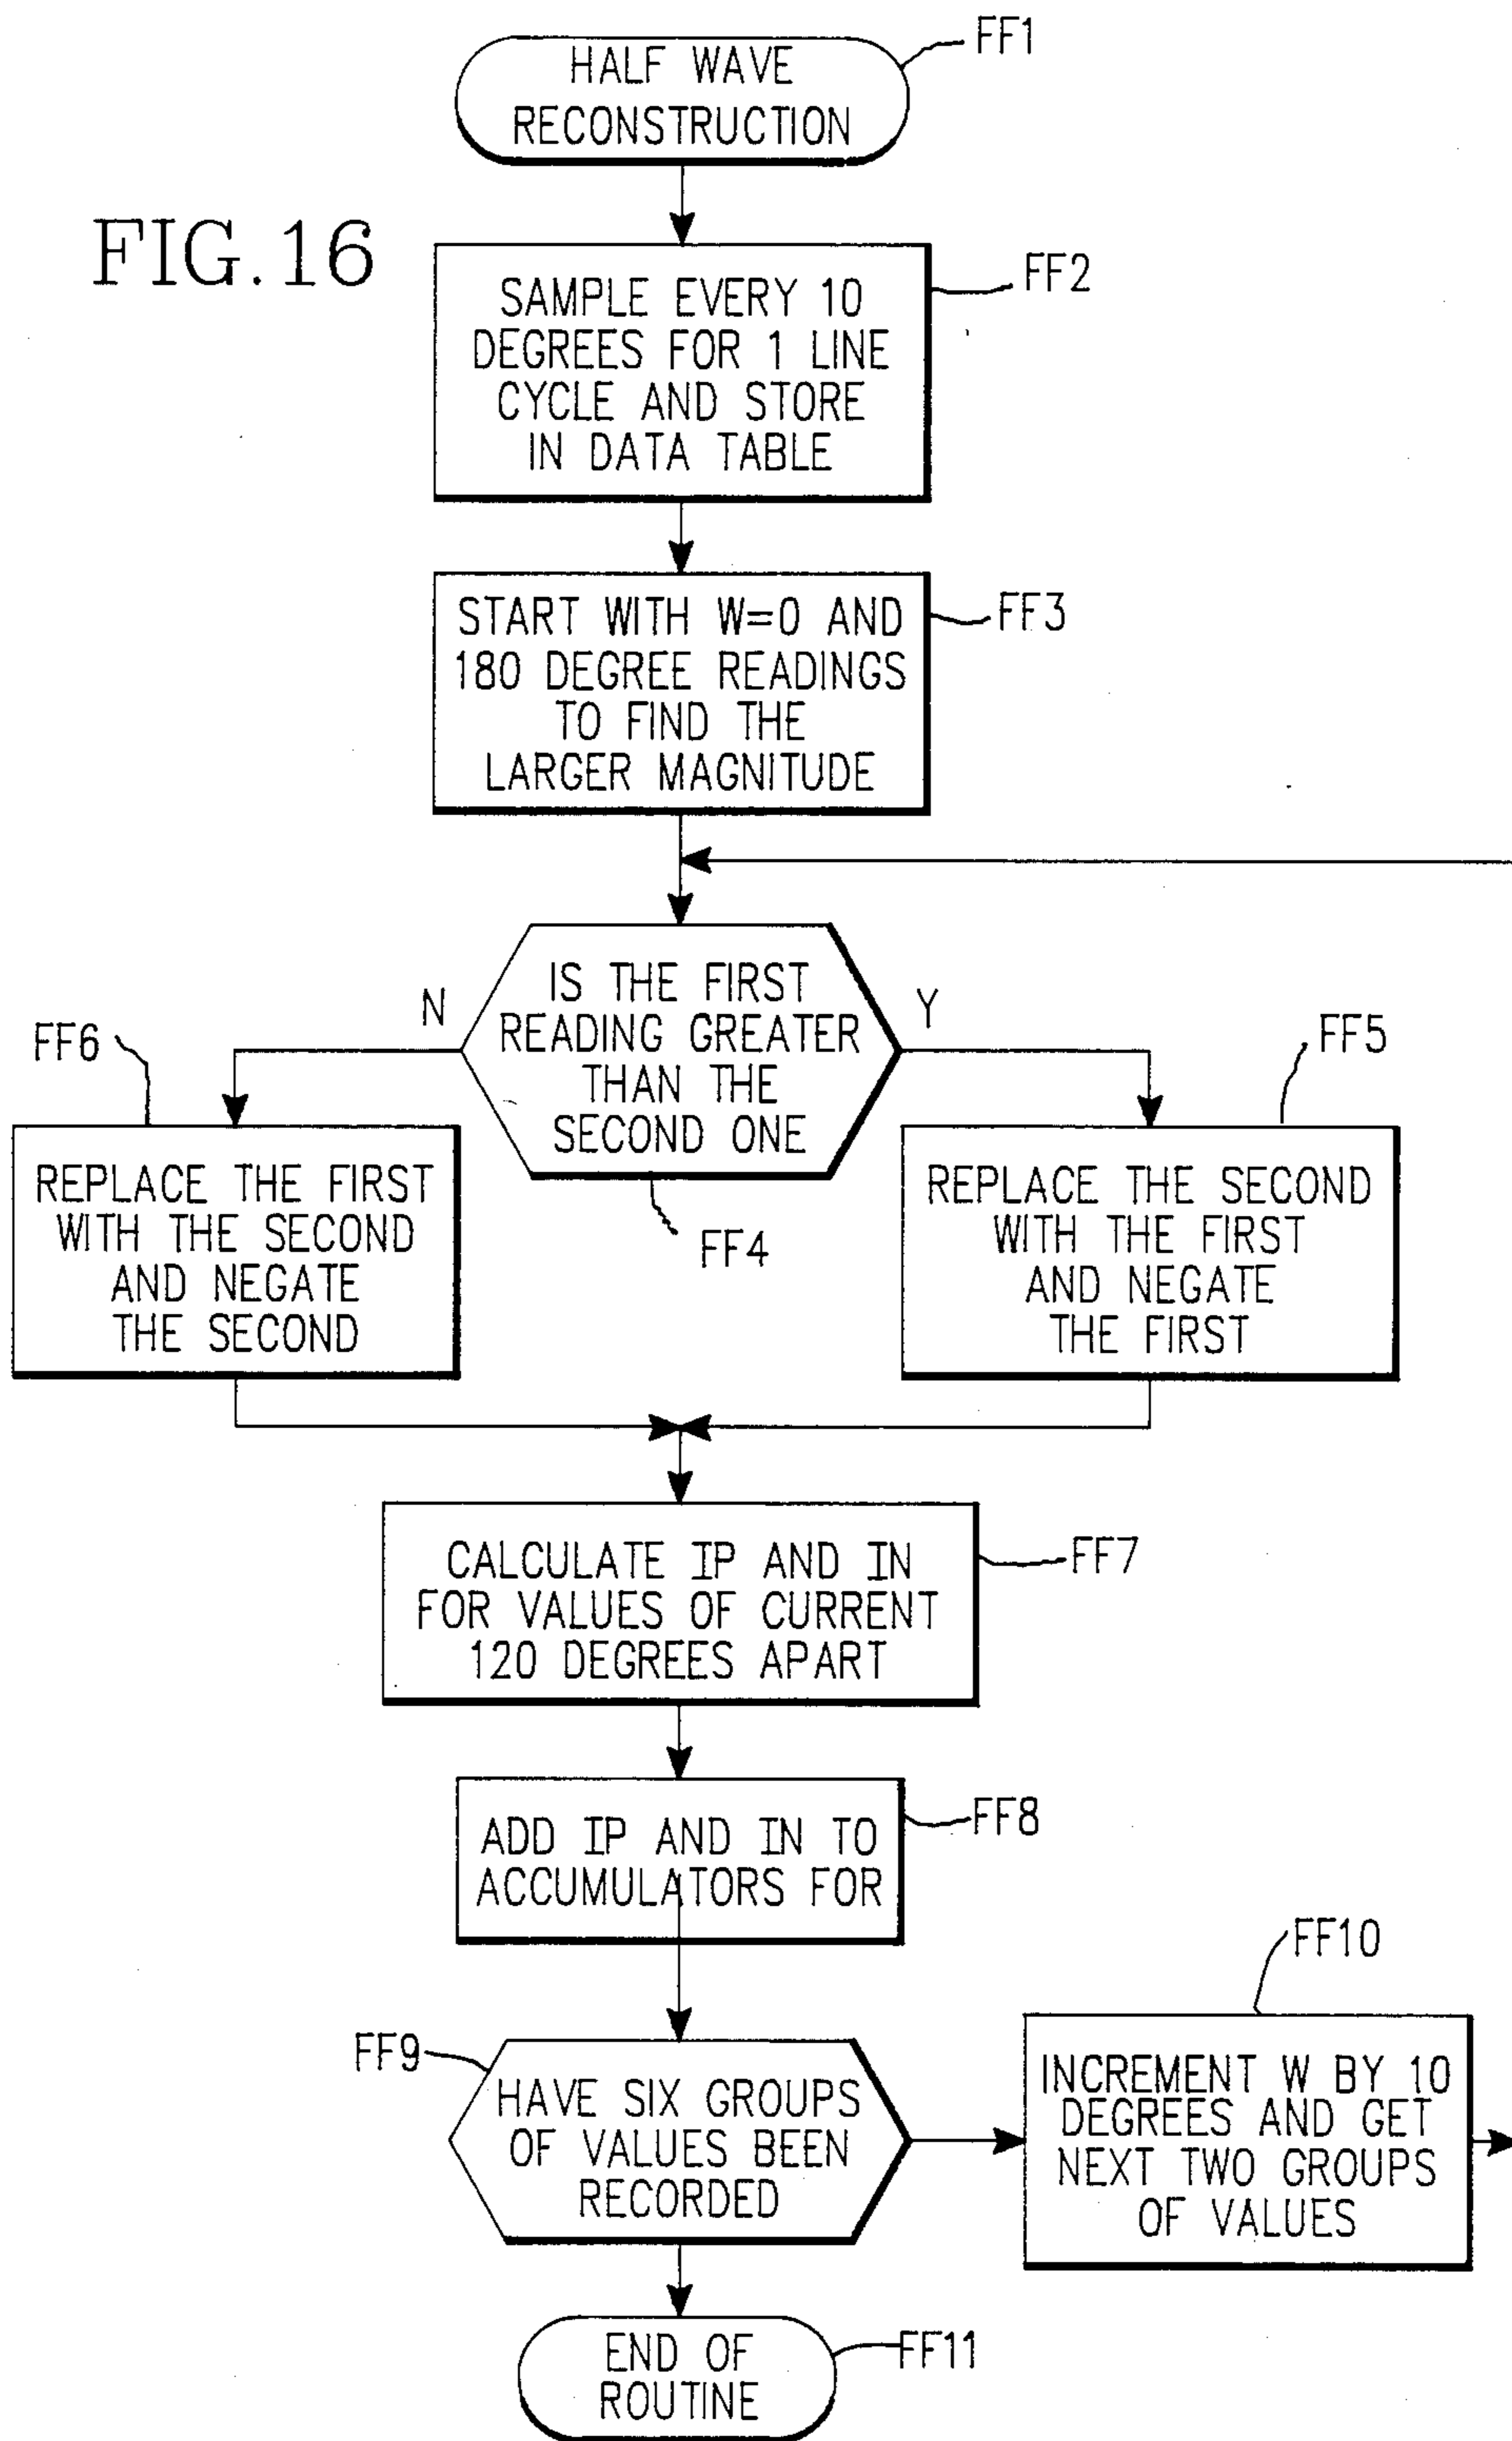 FF1
HALF WAVE
RECONSTRUCTION
FIG.16
FF2
SAMPLE EVERY 10
DEGREES FOR 1 LINE
CYCLE AND STORE
IN DATA TABLE
START WITH W=0 AND
FF3
180 DEGREE READINGS
TO FIND THE
LARGER MAGNITUDE
N
IS THE FIRST
READING GREATER
THAN THE
SECOND ONE
Y
FF6
FF5
FF4
REPLACE THE FIRST
WITH THE SECOND
AND NEGATE
THE SECOND
REPLACE THE SECOND
WITH THE FIRST
AND NEGATE
THE FIRST
CALCULATE IP AND IN
FOR VALUES OF CURRENT
120 DEGREES APART
FF7
ADD IP AND IN TO
ACCUMULATORS FOR
FF8
FF10
FF9
HAVE SIX GROUPS
OF VALUES BEEN
RECORDED
INCREMENT W BY 10
DEGREES AND GET
NEXT TWO GROUPS
OF VALUES
END OF
ROUTINE
FF11